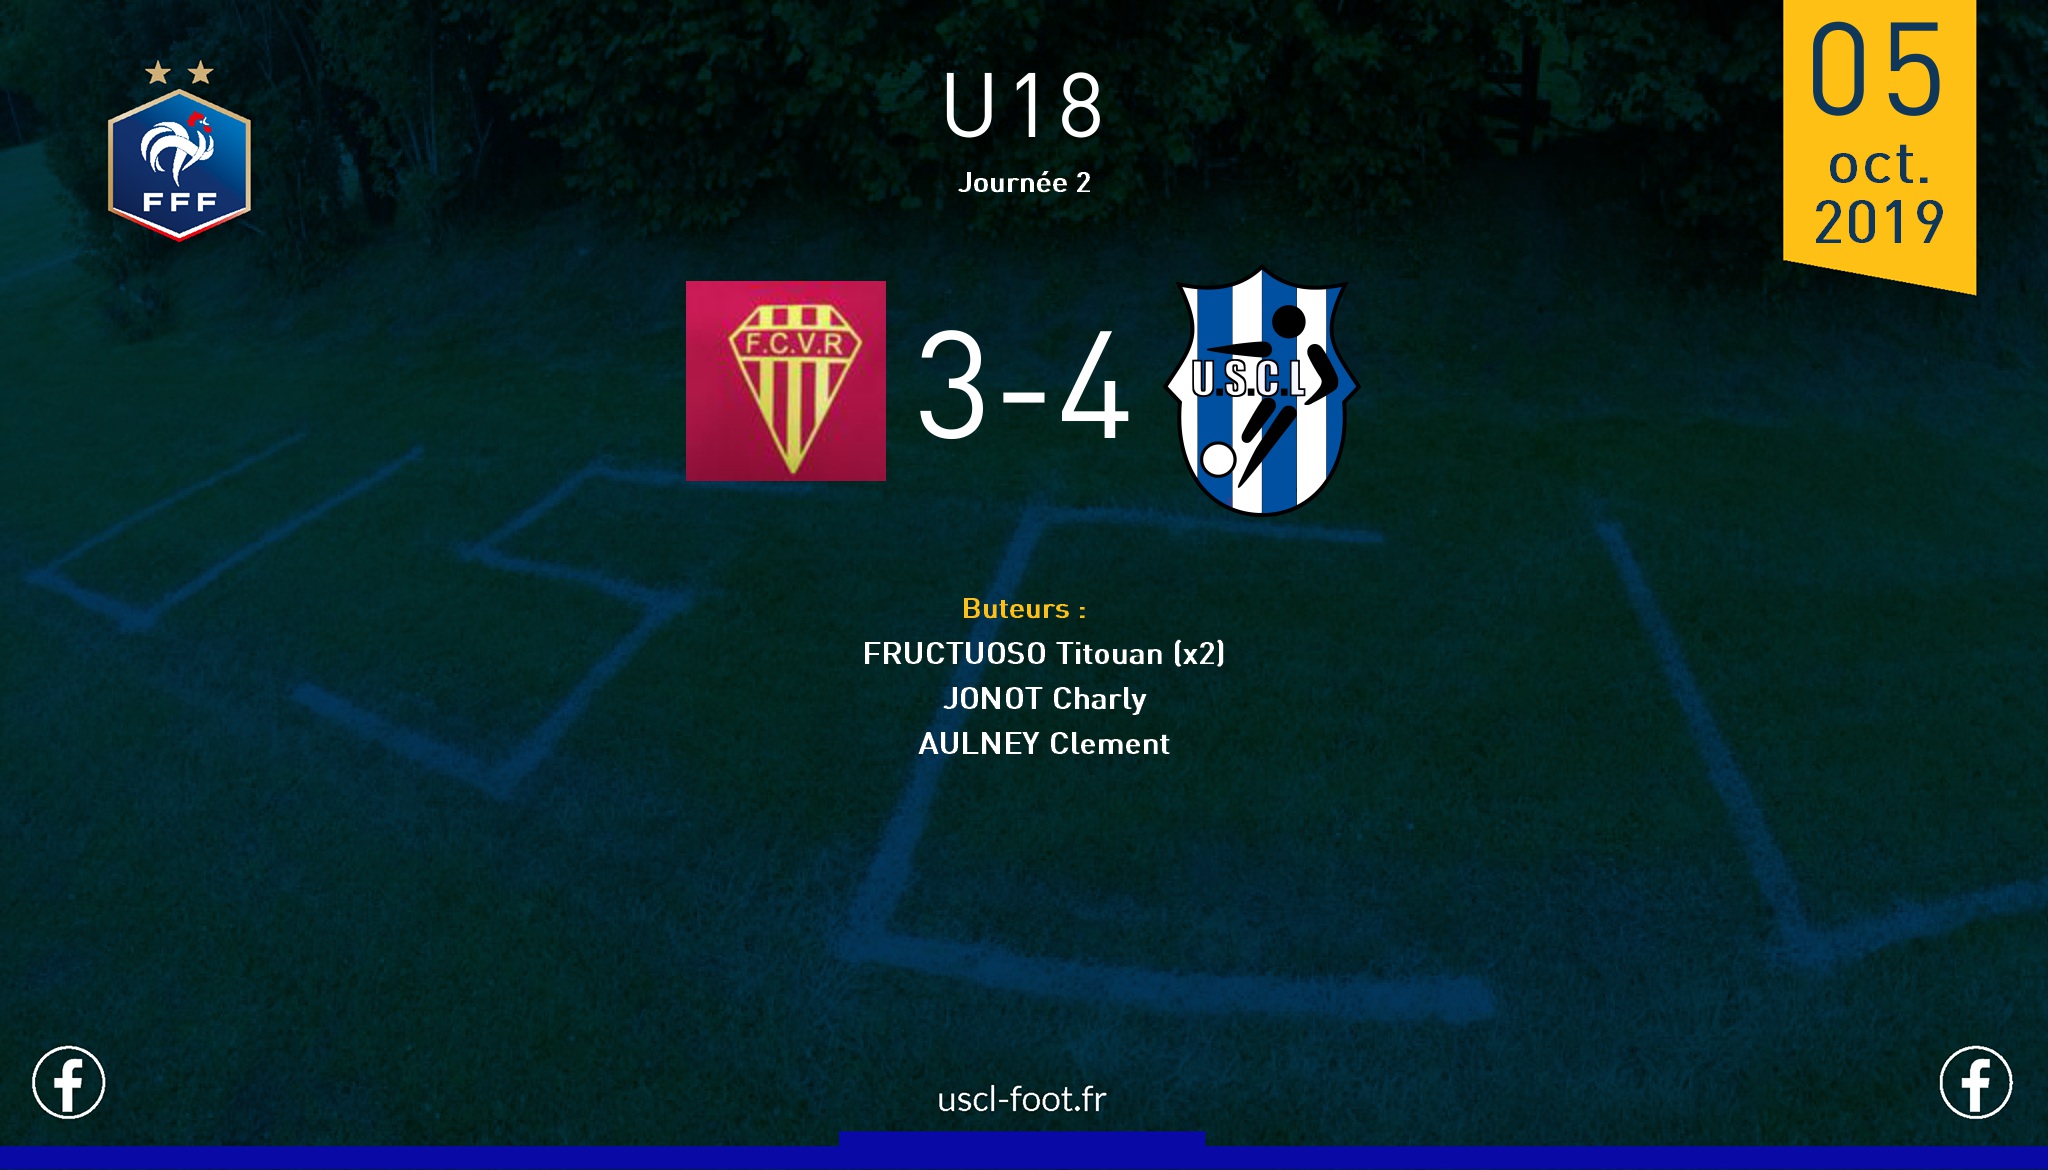 U18
Journée 2
05
oct.
2019
FFF
F.C.V.R
3-4
U.S.C.L
Buteurs :
FRUCTUOSO Titouan (x2)
JONOT Charly
AULNEY Clement
USCL
uscl-foot.fr